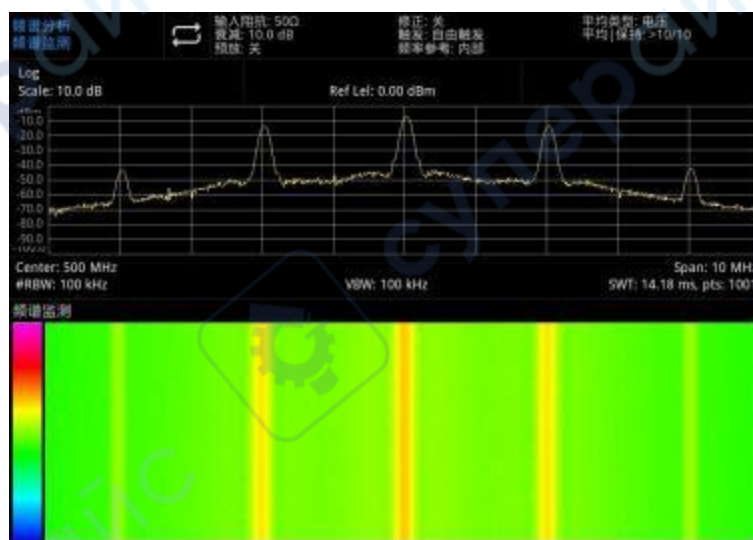 频谱分析
频谱监测
输入阻抗: 50Ω
衰减: 10.0 dB
预放: 关
修正: 关
触发: 自由触发
频率参考: 内部
平均类型: 电压
平均|保持: >10/10
Log
Scale: 10.0 dB
Ref Lel: 0.00 dBm
-10.0
-20.0
-30.0
-40.0
-50.0
-60.0
-70.0
-80.0
-90.0
-100.0
Center: 500 MHz
Span: 10 MHz
#RBW: 100 kHz
VBW: 100 kHz
SWT: 14.18 ms, pts: 1001
频谱监测
супер
айс